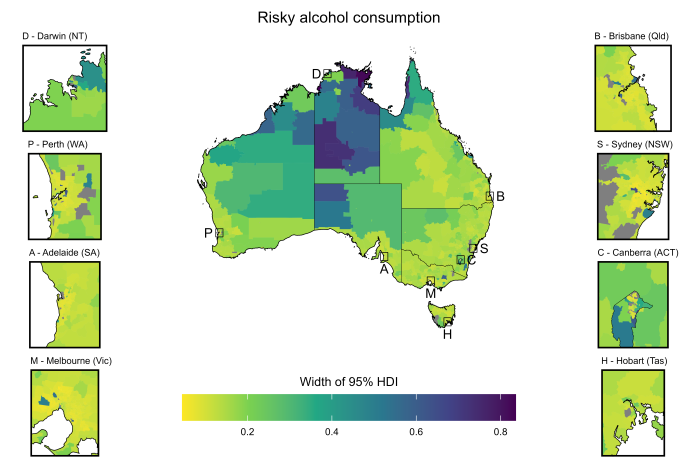 Risky alcohol consumption
D - Darwin (NT)
B - Brisbane (Qld)
P - Perth (WA)
S - Sydney (NSW)
A - Adelaide (SA)
C - Canberra (ACT)
M - Melbourne (Vic)
H - Hobart (Tas)
D
B
P
S
C
A
M
H
Width of 95% HDI
0.2 0.4 0.6 0.8